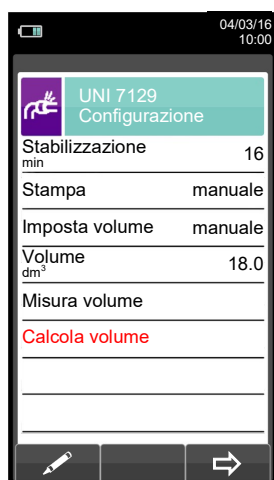 04/03/16
10:00
UNI 7129
Configurazione
Stabilizzazione
min
16
Stampa manuale
Imposta volume manuale
Volume
dm³
18.0
Misura volume
Calcola volume